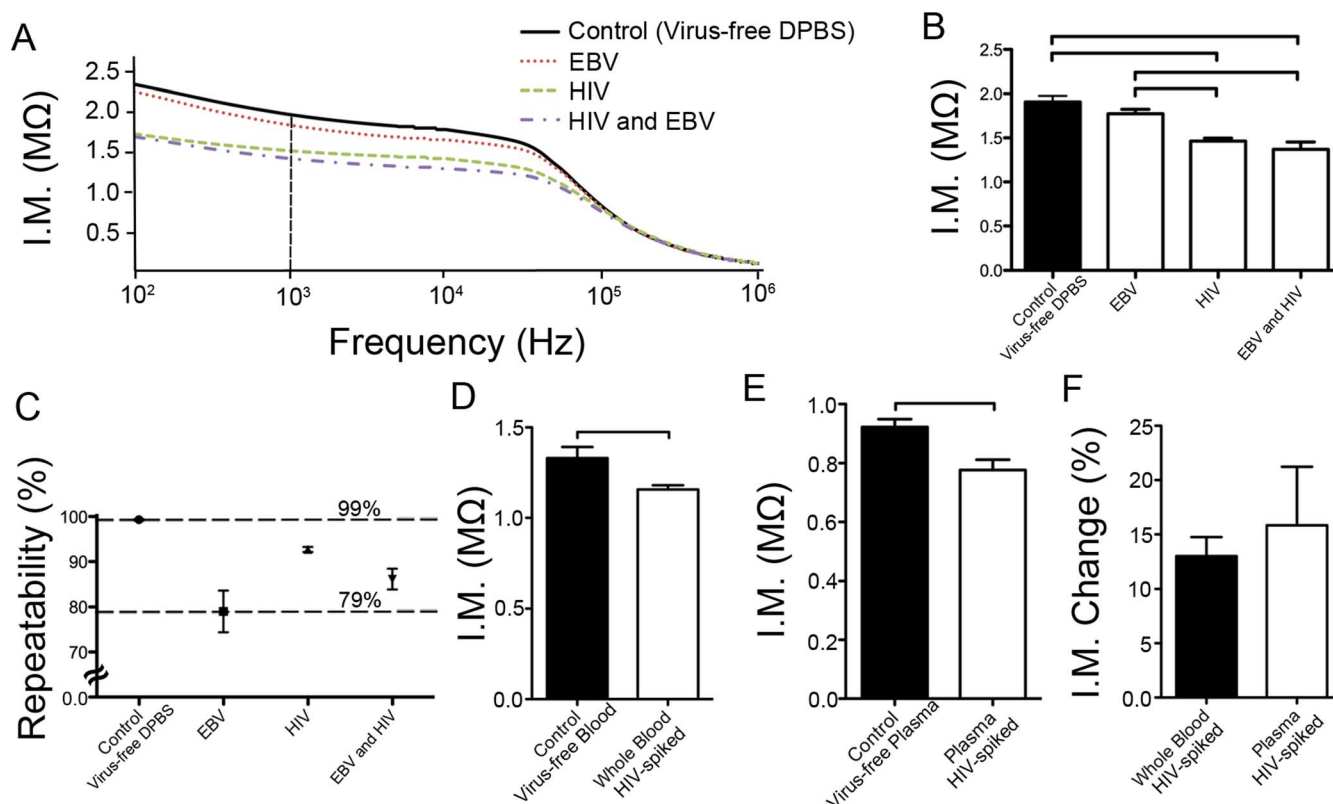 A
Control (Virus-free DPBS)
EBV
HIV
HIV and EBV
I.M. (MΩ)
2.5
2.0
1.5
1.0
0.5
10²
10³
10⁴
10⁵
10⁶
Frequency (Hz)
B
I.M. (MΩ)
2.5
2.0
1.5
1.0
0.5
0.0
Control
Virus-free DPBS
EBV
HIV
EBV and HIV
C
Repeatability (%)
100
90
80
70
0.0
99%
79%
Control
Virus-free DPBS
EBV
HIV
EBV and HIV
D
I.M. (MΩ)
1.5
1.0
0.5
0.0
Control
Virus-free Blood
Whole Blood
HIV-spiked
E
I.M. (MΩ)
1.0
0.8
0.6
0.4
0.2
0.0
Control
Virus-free Plasma
Plasma
HIV-spiked
F
I.M. Change (%)
25
20
15
10
5
0.0
Whole Blood
HIV-spiked
Plasma
HIV-spiked